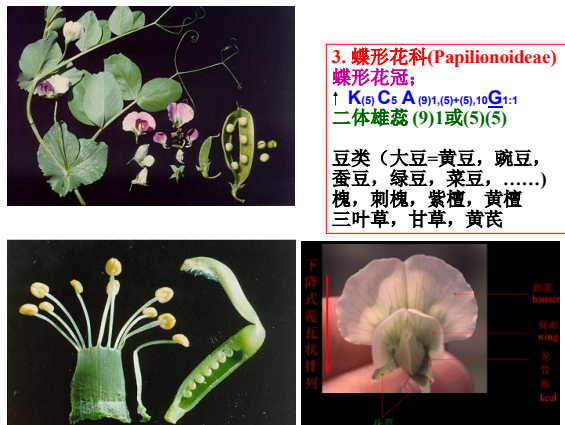 3. 蝶形花科(Papilionoideae)
蝶形花冠；
↑ K(5) C5 A (9)1,(5)+(5),10G1:1
二体雄蕊 (9)1或(5)(5)
豆类（大豆=黄豆，豌豆，
蚕豆，绿豆，菜豆，……)
槐，刺槐，紫檀，黄檀
三叶草，甘草，黄芪
下降式覆瓦状排列
旗瓣
banner
翼瓣
wing
龙骨瓣
keel
花萼